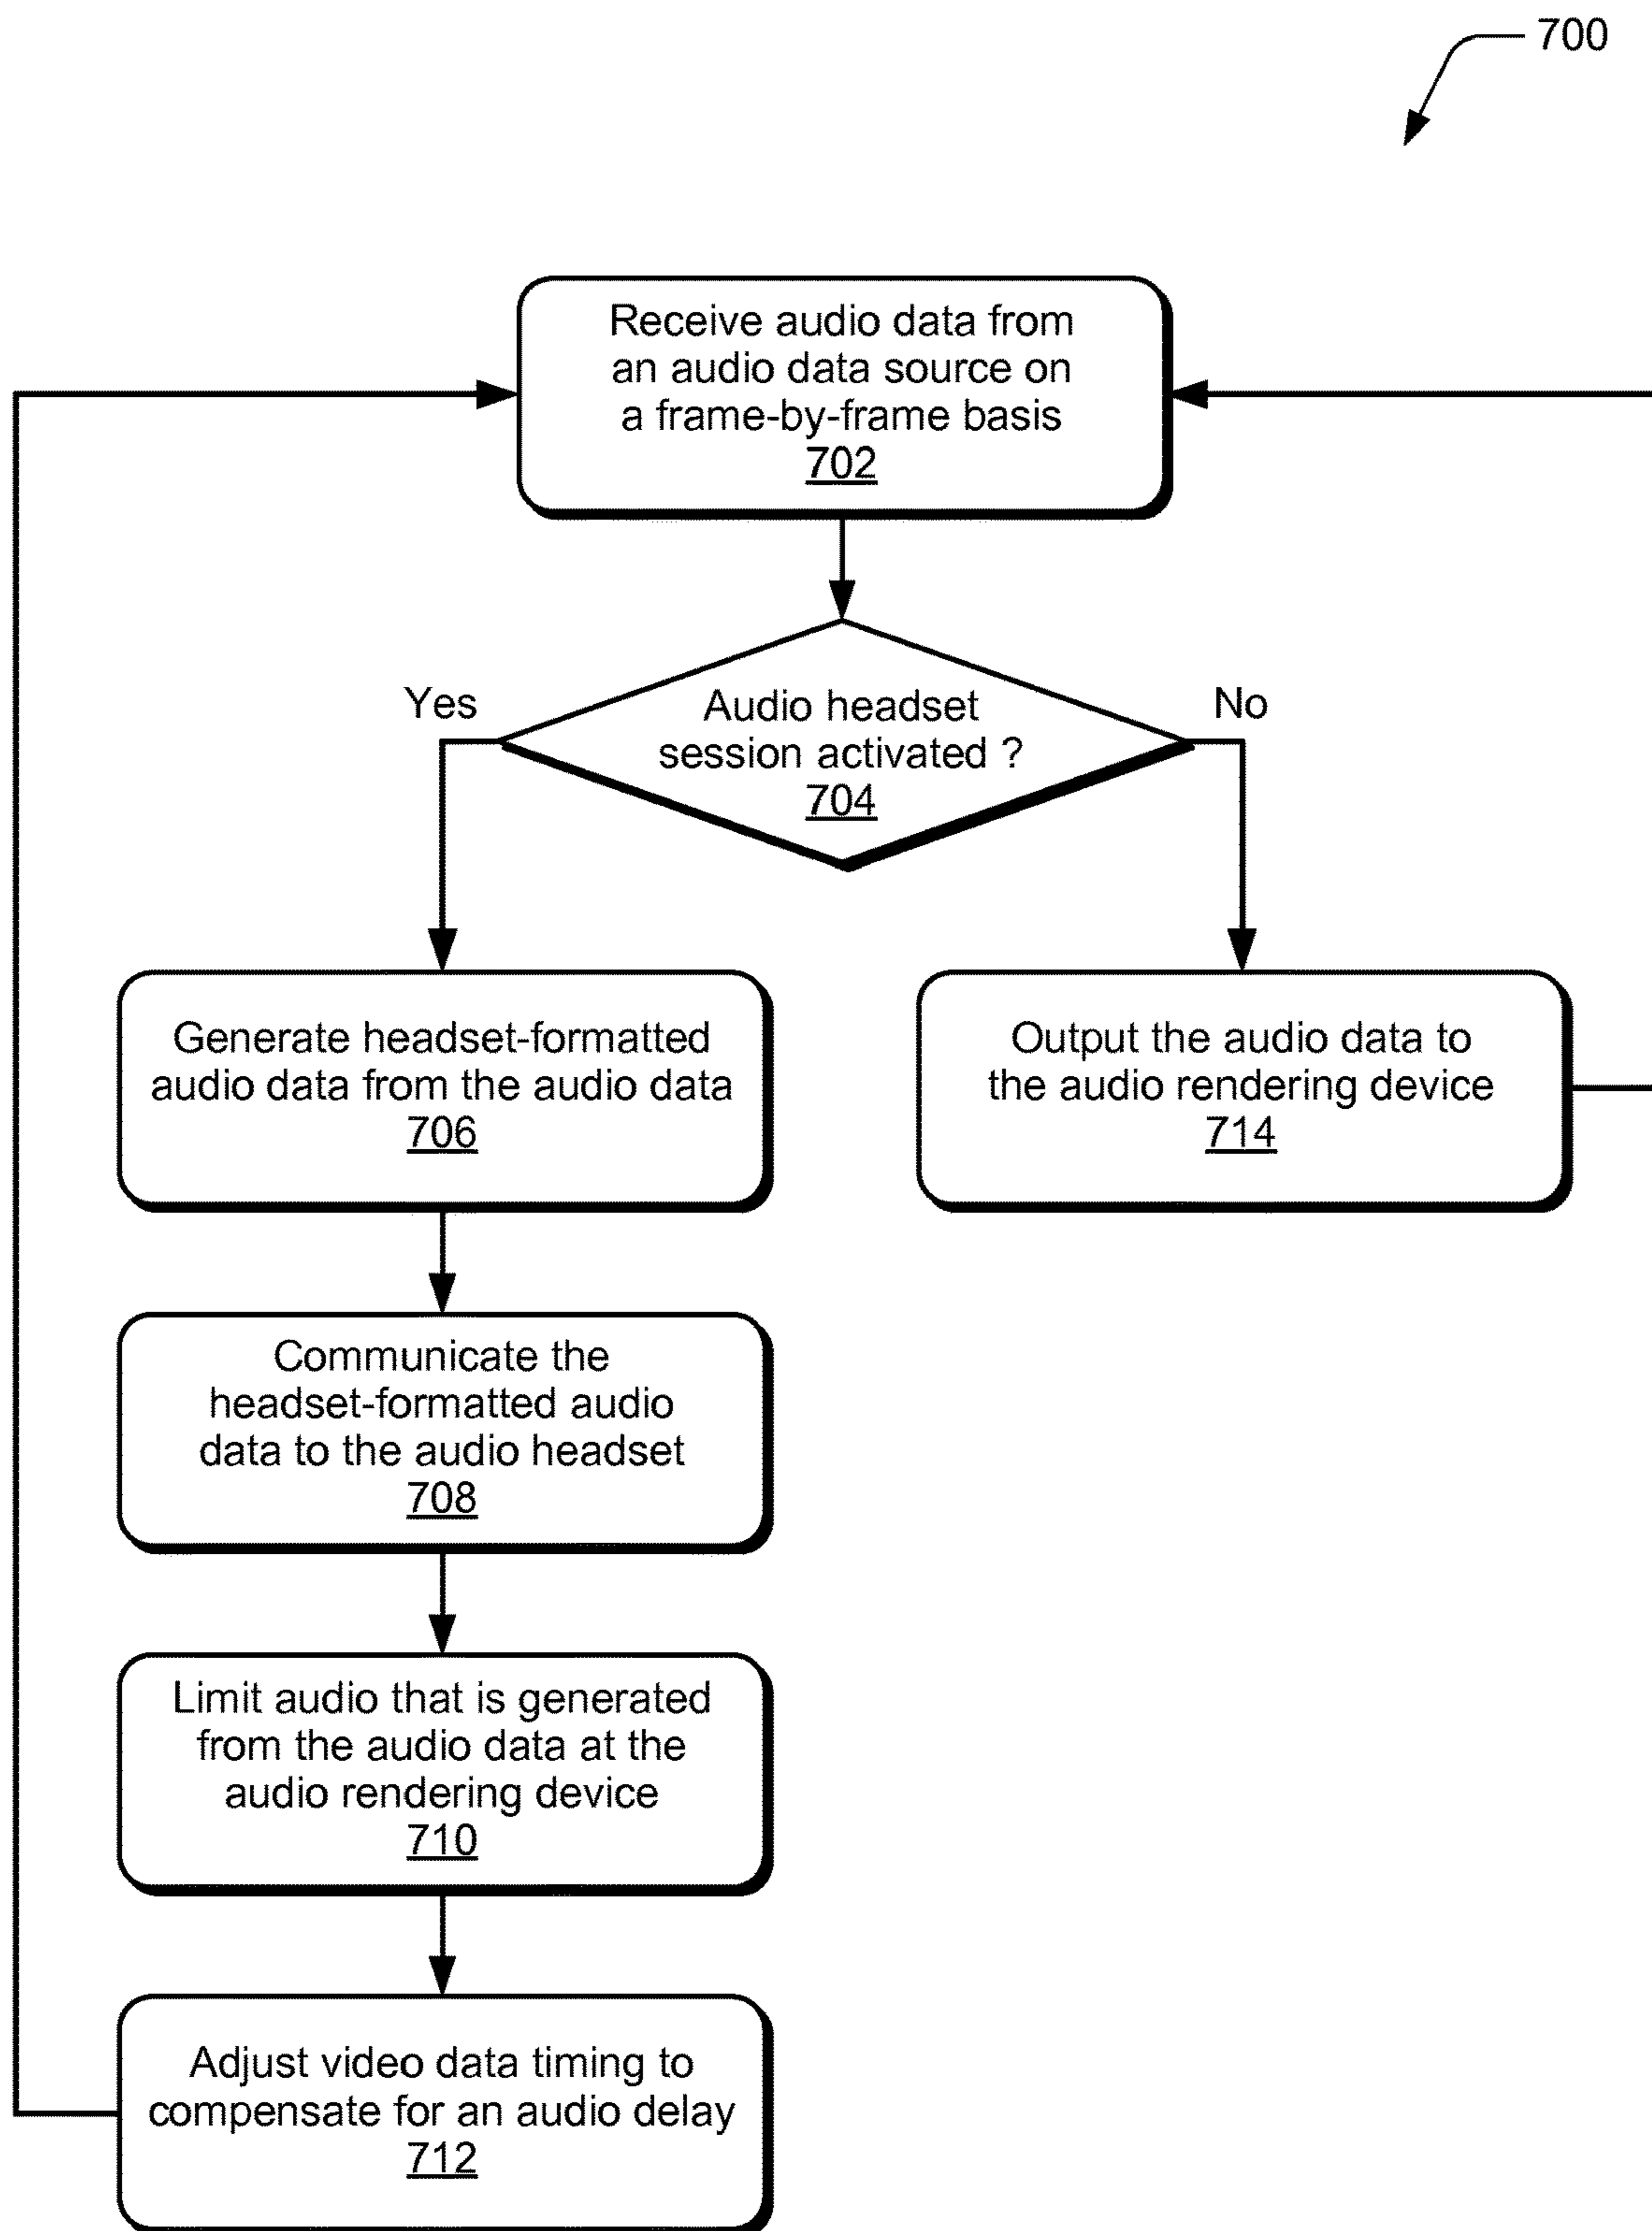 700
Receive audio data from
an audio data source on
a frame-by-frame basis
702
Audio headset
session activated ?
704
Yes
No
Generate headset-formatted
audio data from the audio data
706
Output the audio data to
the audio rendering device
714
Communicate the
headset-formatted audio
data to the audio headset
708
Limit audio that is generated
from the audio data at the
audio rendering device
710
Adjust video data timing to
compensate for an audio delay
712